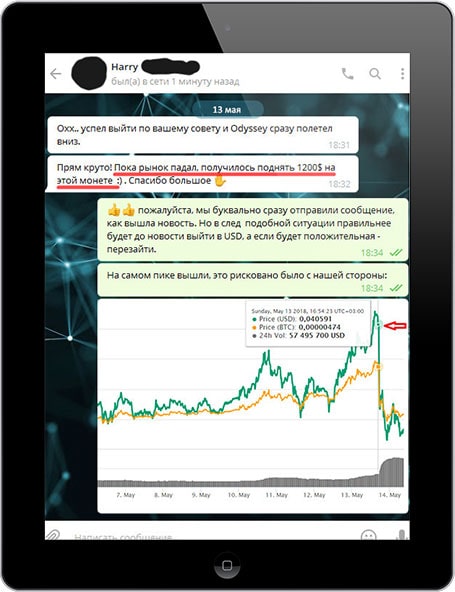 Harry
был(а) в сети 1 минуту назад
13 мая
Охх.. успел выйти по вашему совету и Odyssey сразу полетел
вниз.
18:31
Прям круто! Пока рынок падал, получилось поднять 1200$ на
этой монете :) . Спасибо большое ✋
18:32
👍👍 пожалуйста, мы буквально сразу отправили сообщение,
как вышла новость. Но в след подобной ситуации правильнее
будет до новости выйти в USD, а если будет положительная -
перезайти.
18:34
На самом пике вышли, это рисковано было с нашей стороны:
18:34
Sunday, May 13 2018, 16:54:25 UTC+03:00
Price (USD): 0,040591
Price (BTC): 0,00000474
24h Vol: 57 495 700 USD
7. May 8. May 9. May 10. May 11. May 12. May 13. May 14. May
Написать сообщение...